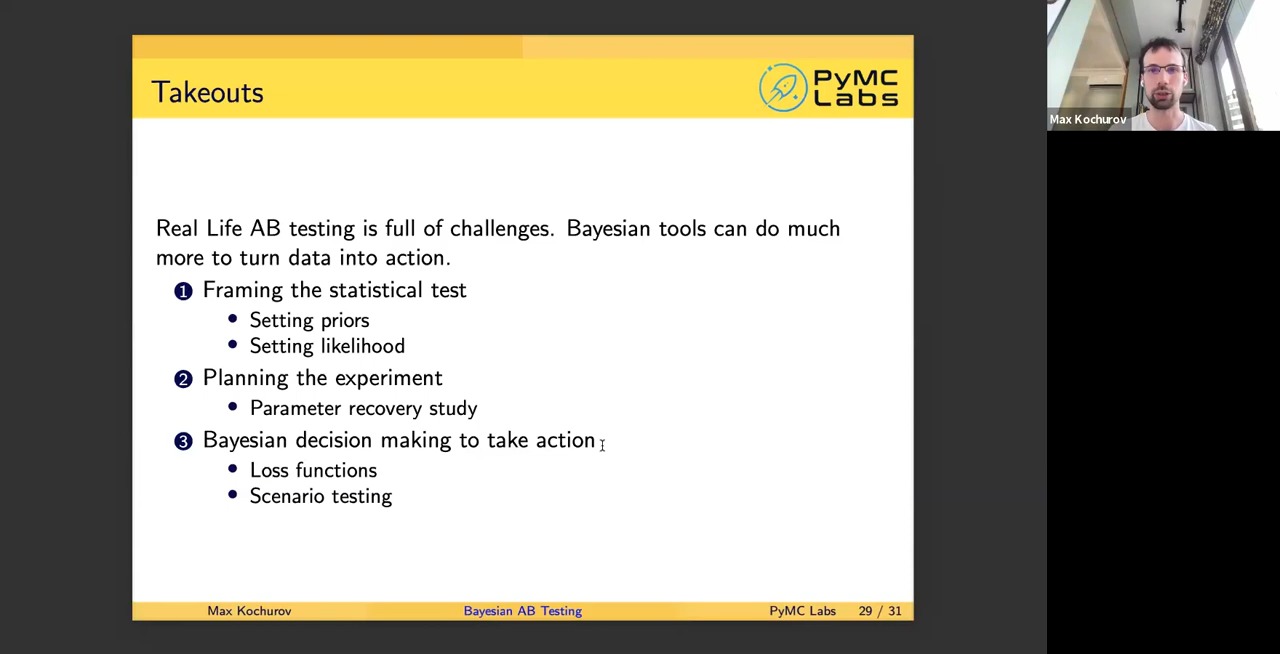 Takeouts
PyMC
Labs
Max Kochurov
Real Life AB testing is full of challenges. Bayesian tools can do much
more to turn data into action.
1 Framing the statistical test
• Setting priors
• Setting likelihood
2 Planning the experiment
• Parameter recovery study
3 Bayesian decision making to take action
• Loss functions
• Scenario testing
Max Kochurov Bayesian AB Testing PyMC Labs 29 / 31